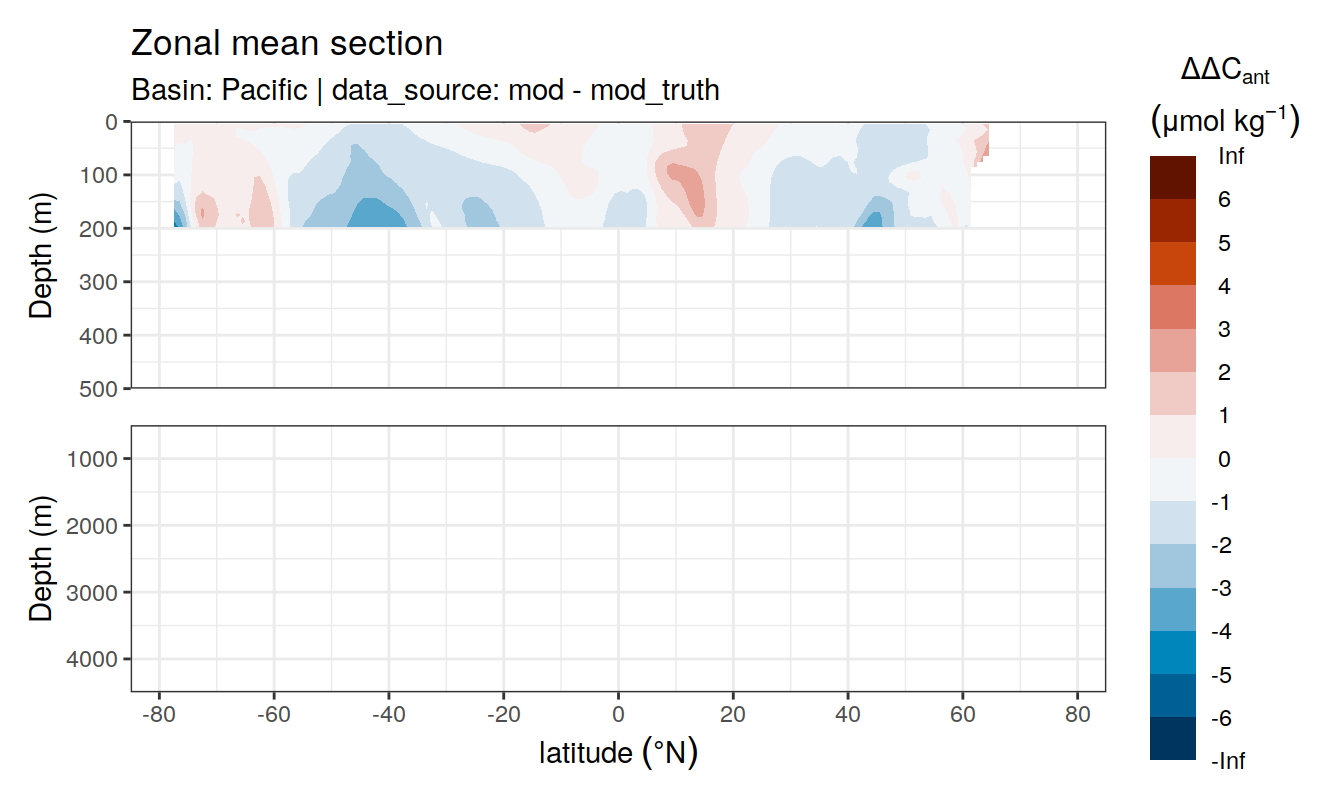 Zonal mean section
Basin: Pacific | data_source: mod - mod_truth
ΔΔCant
(μmol kg⁻¹)
Inf
6
5
4
3
2
1
0
-1
-2
-3
-4
-5
-6
-Inf
Depth (m)
0
100
200
300
400
500
Depth (m)
1000
2000
3000
4000
-80 -60 -40 -20 0 20 40 60 80
latitude (°N)